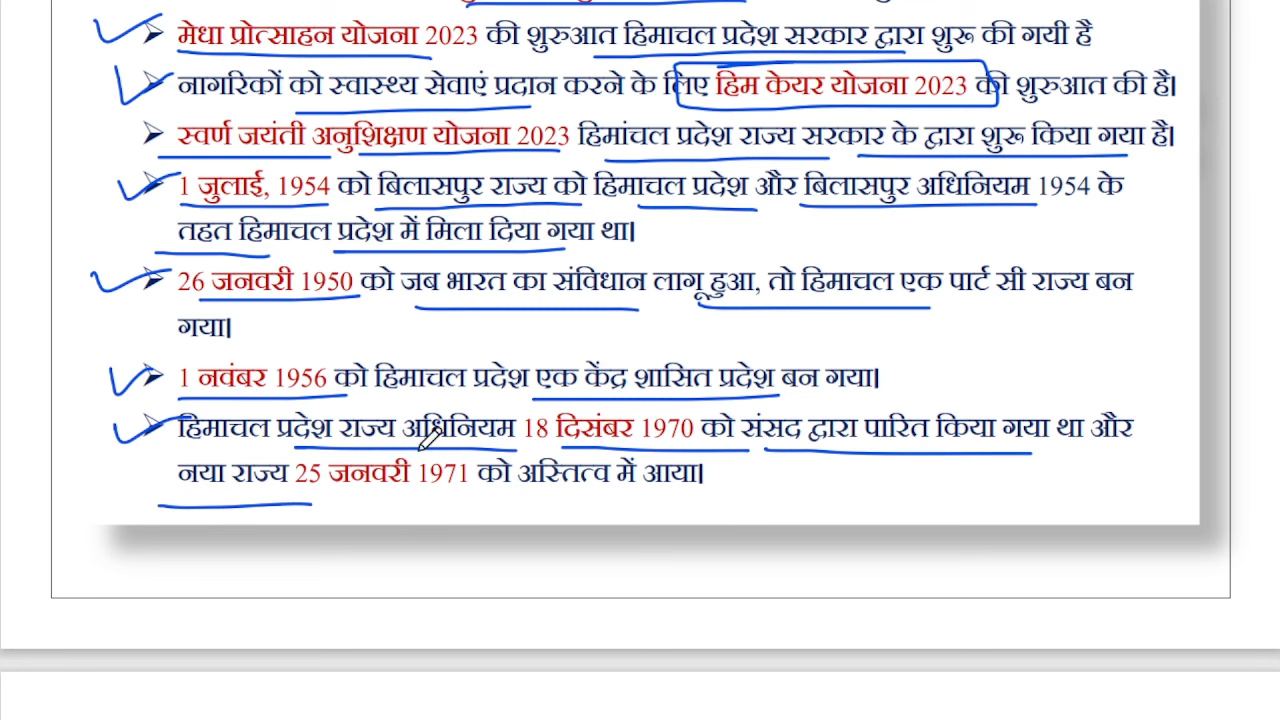 मेधा प्रोत्साहन योजना 2023 की शुरुआत हिमाचल प्रदेश सरकार द्वारा शुरू की गयी है
नागरिकों को स्वास्थ्य सेवाएं प्रदान करने के लिए हिम केयर योजना 2023 की शुरुआत की है।
स्वर्ण जयंती अनुशिक्षण योजना 2023 हिमांचल प्रदेश राज्य सरकार के द्वारा शुरू किया गया है।
1 जुलाई, 1954 को बिलासपुर राज्य को हिमाचल प्रदेश और बिलासपुर अधिनियम 1954 के
तहत हिमाचल प्रदेश में मिला दिया गया था।
26 जनवरी 1950 को जब भारत का संविधान लागू हुआ, तो हिमाचल एक पार्ट सी राज्य बन
गया।
1 नवंबर 1956 को हिमाचल प्रदेश एक केंद्र शासित प्रदेश बन गया।
हिमाचल प्रदेश राज्य अधिनियम 18 दिसंबर 1970 को संसद द्वारा पारित किया गया था और
नया राज्य 25 जनवरी 1971 को अस्तित्व में आया।